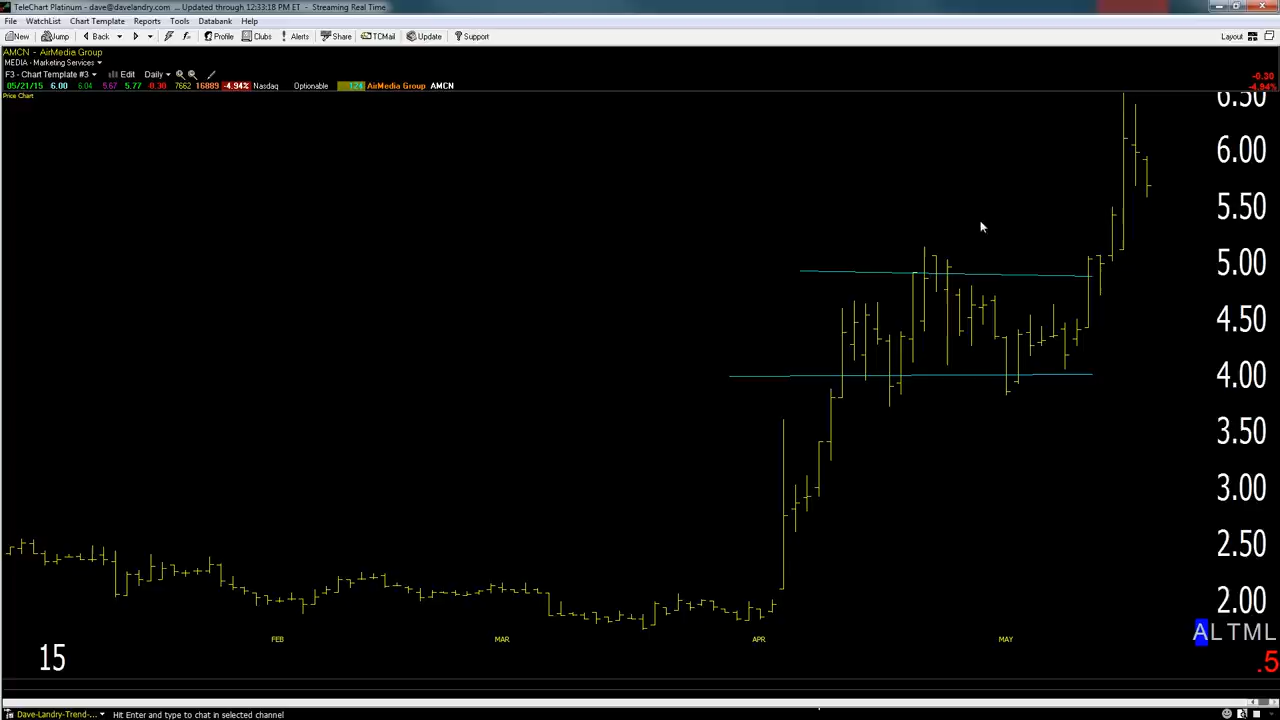 TeleChart Platinum - dave@davelandry.com ... Updated through 12:33:18 PM ET - Streaming Real Time
File WatchList Chart Template Reports Tools Databank Help
New Jump Back Profile Clubs Alerts Share TCMail Update Support Layout
AMCN - AirMedia Group
MEDIA - Marketing Services
F3 - Chart Template #3 Edit Daily
05/21/15 6.00 6.04 5.67 5.77 -0.30 7662 16889 -4.94% Nasdaq Optionable 124 AirMedia Group AMCN
-0.30
-4.94%
Price Chart
6.50
6.00
5.50
5.00
4.50
4.00
3.50
3.00
2.50
2.00
FEB MAR APR MAY
ALTML
15
.5
Dave-Landry-Trend-... Hit Enter and type to chat in selected channel